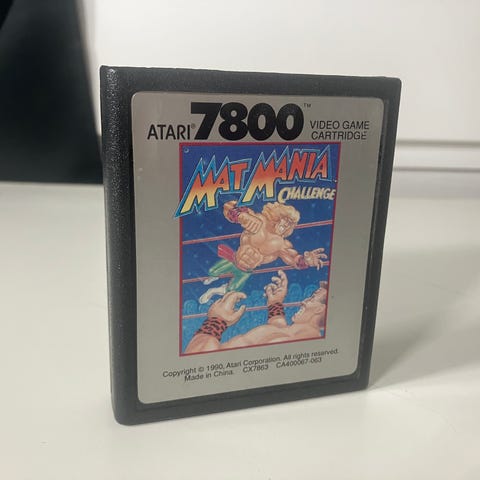 ATARI® 7800™ VIDEO GAME
CARTRIDGE
MAT MANIA
CHALLENGE
Copyright © 1990, Atari Corporation. All rights reserved.
Made in China. CX7863 CA400067-063